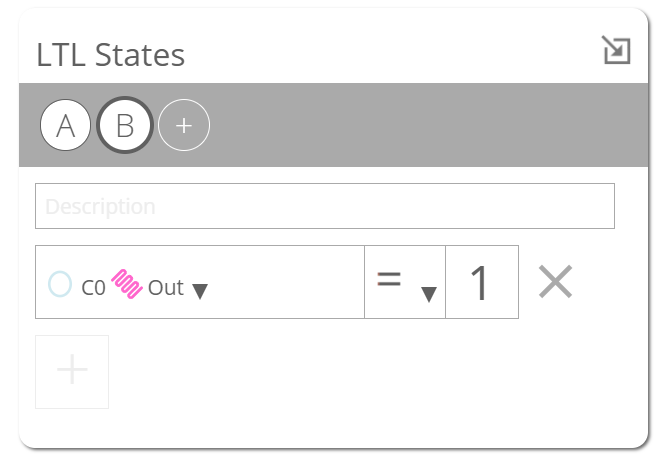 LTL States
A B +
Description
C0 Out ▼ = ▼ 1
+